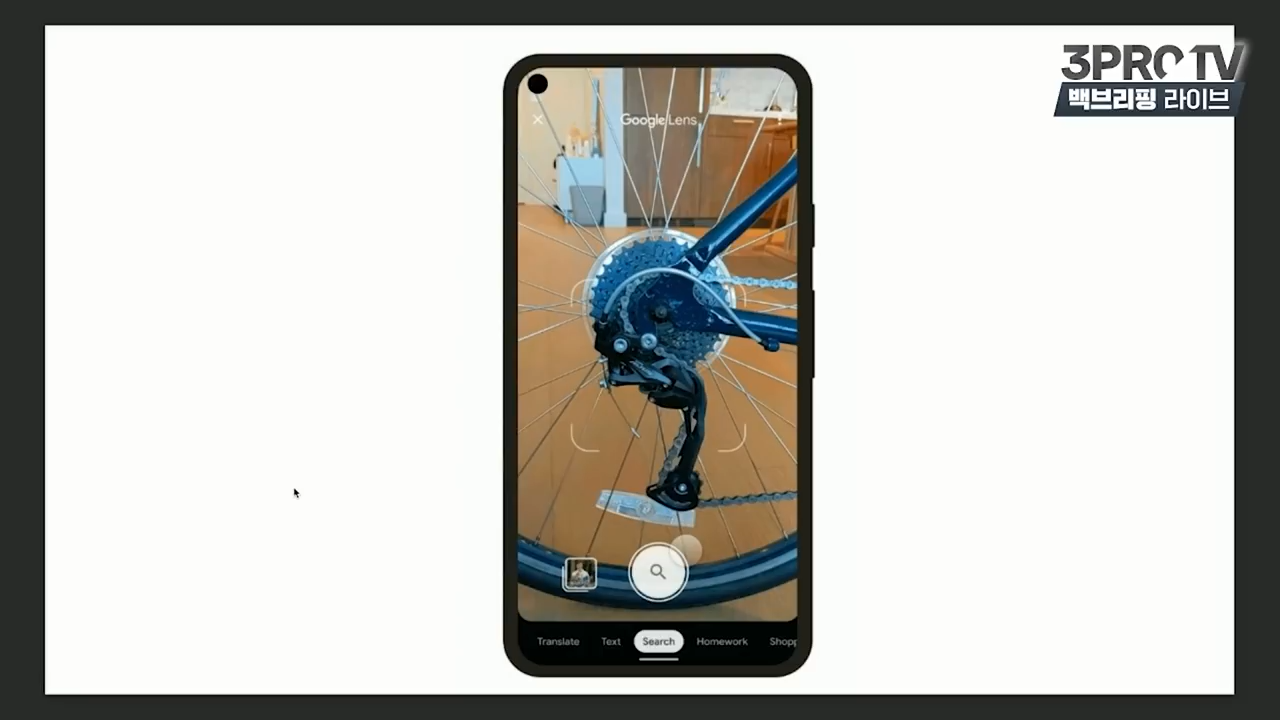 3PRO TV
백브리핑 라이브
Google Lens
Translate Text Search Homework Shopp